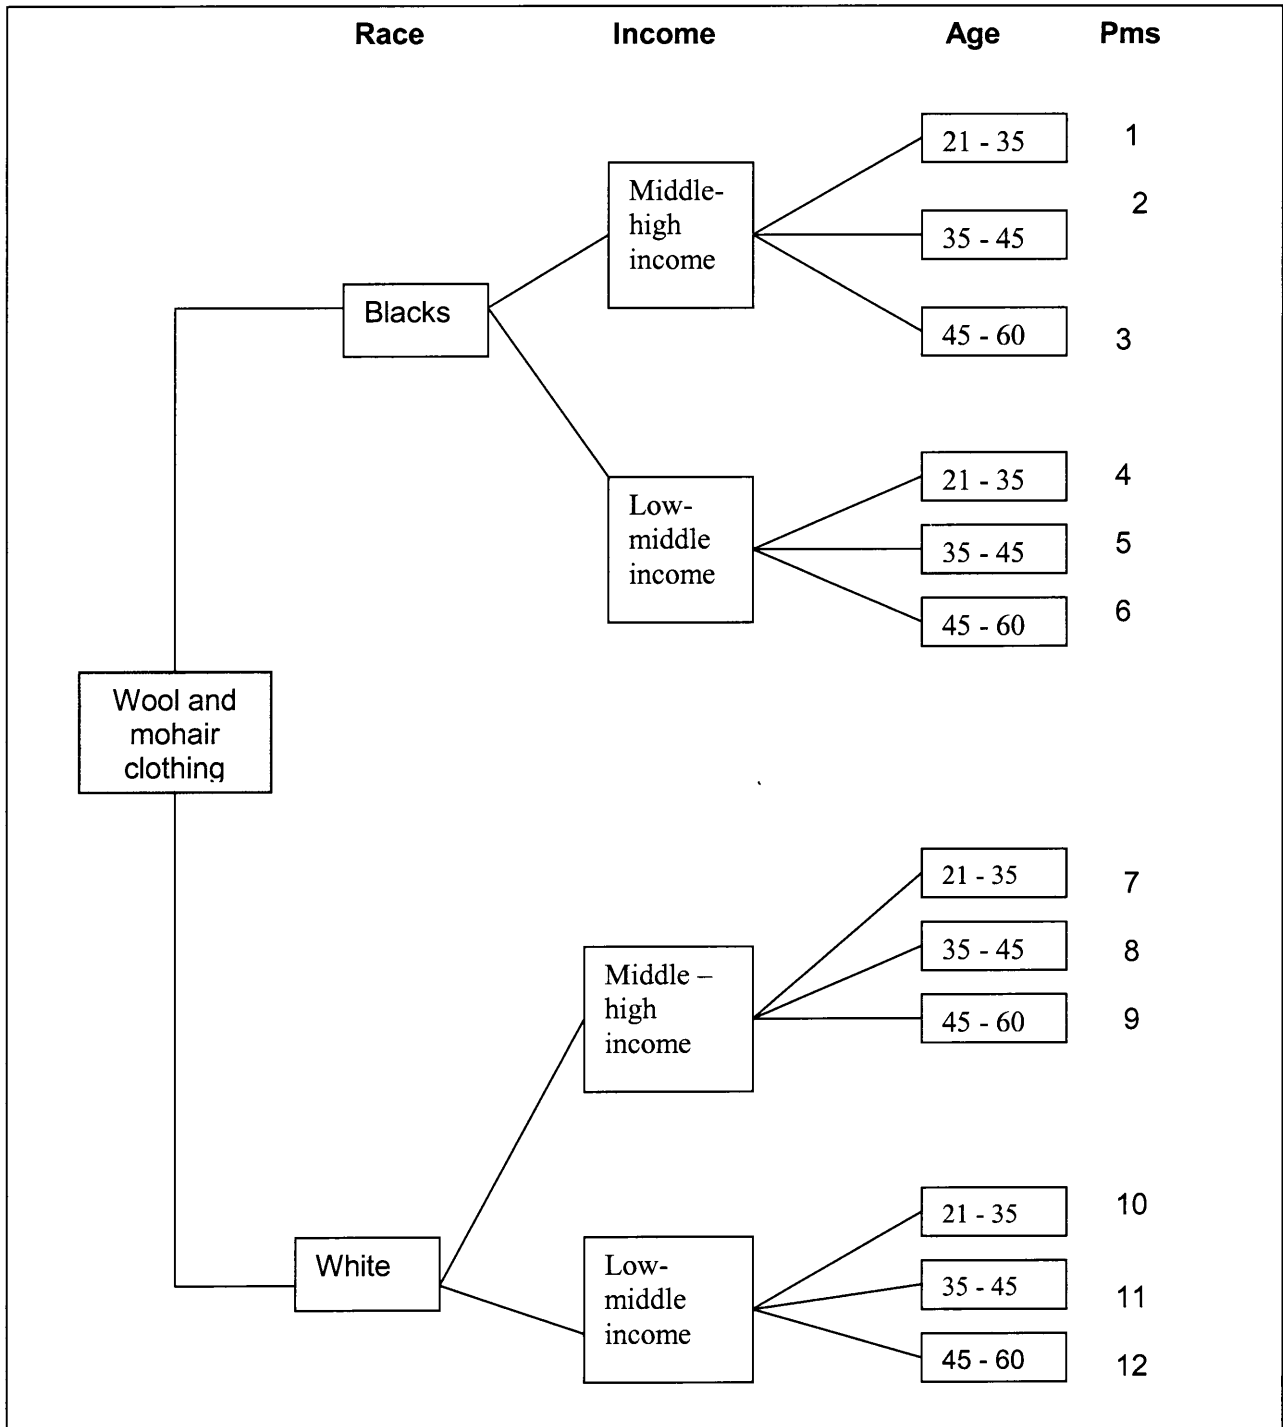 Race Income Age Pms
21 - 35 1
Middle-
high
income
2
35 - 45
Blacks
45 - 60 3
21 - 35 4
Low-
middle
income
35 - 45 5
45 - 60 6
Wool and
mohair
clothing
21 - 35 7
35 - 45 8
Middle –
high
income
45 - 60 9
21 - 35 10
White
Low-
middle
income
35 - 45 11
45 - 60 12